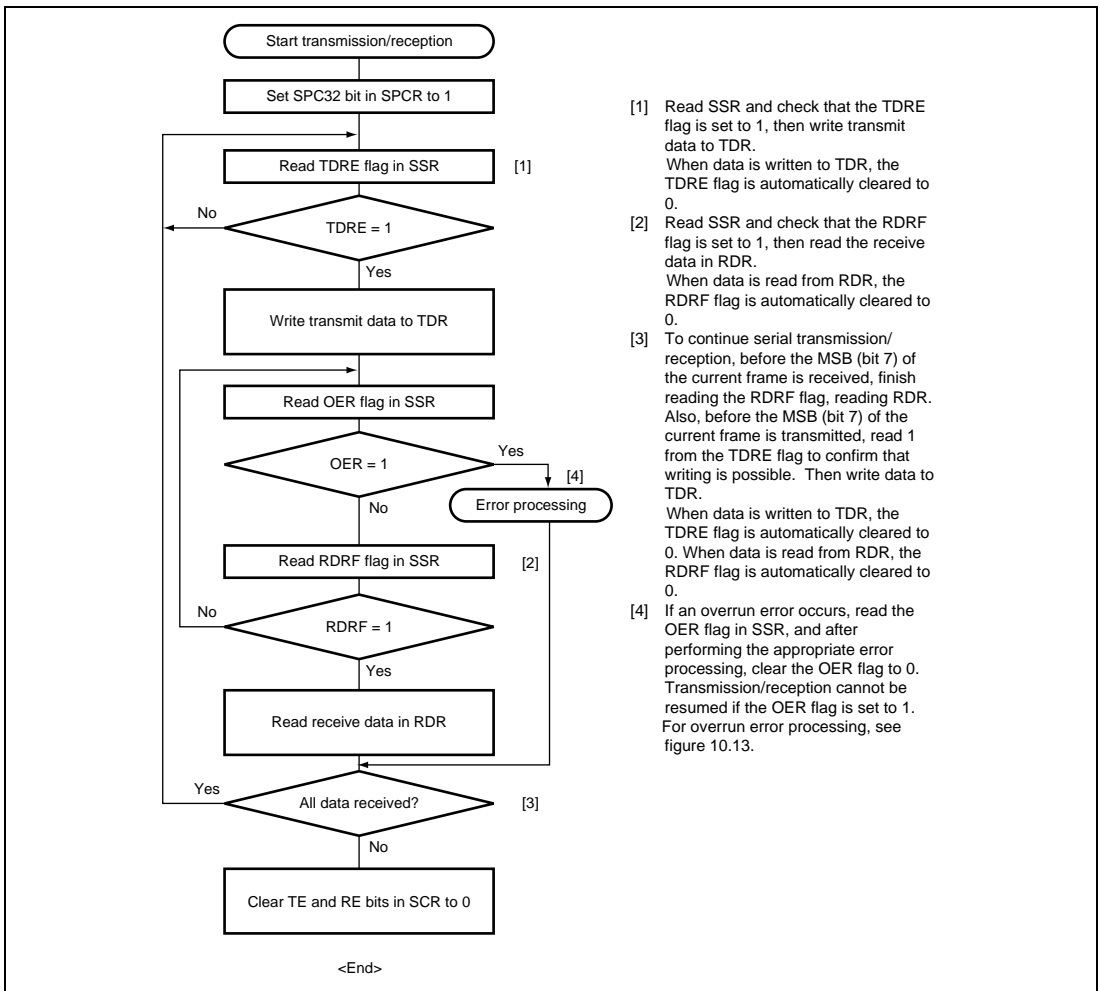 Start transmission/reception
Set SPC32 bit in SPCR to 1
Read TDRE flag in SSR
[1]
No
TDRE = 1
Yes
Write transmit data to TDR
Read OER flag in SSR
OER = 1
Yes
[4]
Error processing
No
Read RDRF flag in SSR
[2]
No
RDRF = 1
Yes
Read receive data in RDR
Yes
All data received?
[3]
No
Clear TE and RE bits in SCR to 0
<End>
[1] Read SSR and check that the TDRE
flag is set to 1, then write transmit
data to TDR.
When data is written to TDR, the
TDRE flag is automatically cleared to
0.
[2] Read SSR and check that the RDRF
flag is set to 1, then read the receive
data in RDR.
When data is read from RDR, the
RDRF flag is automatically cleared to
0.
[3] To continue serial transmission/
reception, before the MSB (bit 7) of
the current frame is received, finish
reading the RDRF flag, reading RDR.
Also, before the MSB (bit 7) of the
current frame is transmitted, read 1
from the TDRE flag to confirm that
writing is possible. Then write data to
TDR.
When data is written to TDR, the
TDRE flag is automatically cleared to
0. When data is read from RDR, the
RDRF flag is automatically cleared to
0.
[4] If an overrun error occurs, read the
OER flag in SSR, and after
performing the appropriate error
processing, clear the OER flag to 0.
Transmission/reception cannot be
resumed if the OER flag is set to 1.
For overrun error processing, see
figure 10.13.